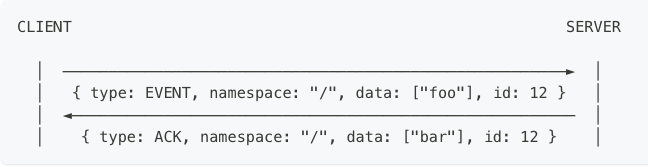 CLIENT SERVER
{ type: EVENT, namespace: "/", data: ["foo"], id: 12 }
{ type: ACK, namespace: "/", data: ["bar"], id: 12 }